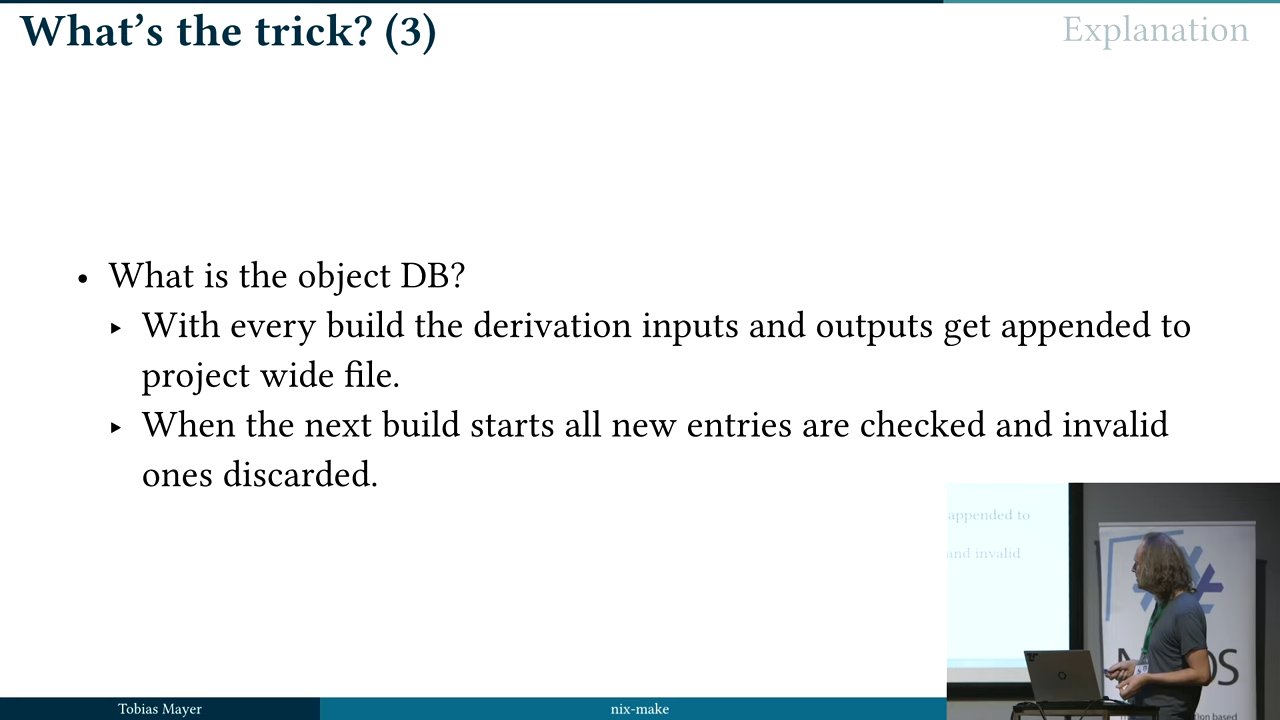 What’s the trick? (3)
Explanation
• What is the object DB?
▸ With every build the derivation inputs and outputs get appended to
project wide file.
▸ When the next build starts all new entries are checked and invalid
ones discarded.
appended to
and invalid
Tobias Mayer
nix-make